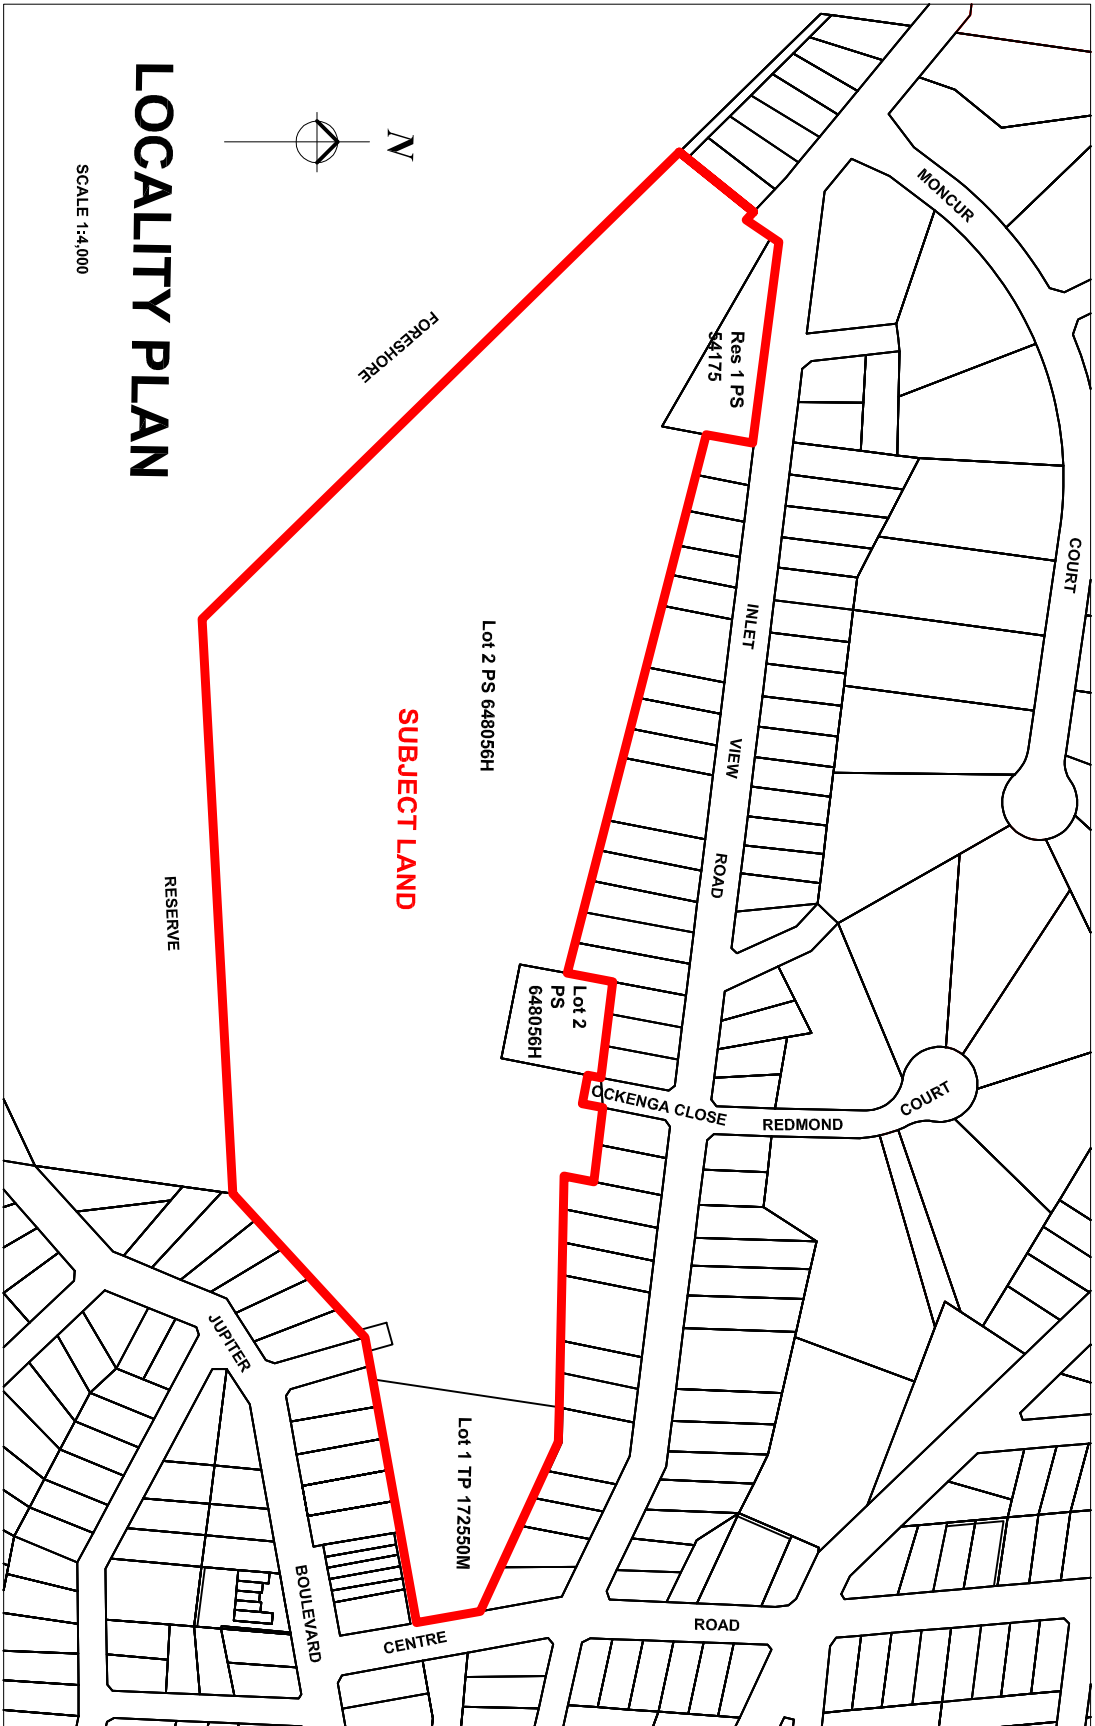 LOCALITY PLAN
SCALE 1:4,000
N
MONCUR
COURT
INLET
VIEW
ROAD
Res 1 PS
54175
FORESHORE
Lot 2 PS 648056H
SUBJECT LAND
RESERVE
Lot 2
PS
648056H
OCKENGA CLOSE
REDMOND
COURT
Lot 1 TP 172550M
JUPITER
BOULEVARD
CENTRE
ROAD